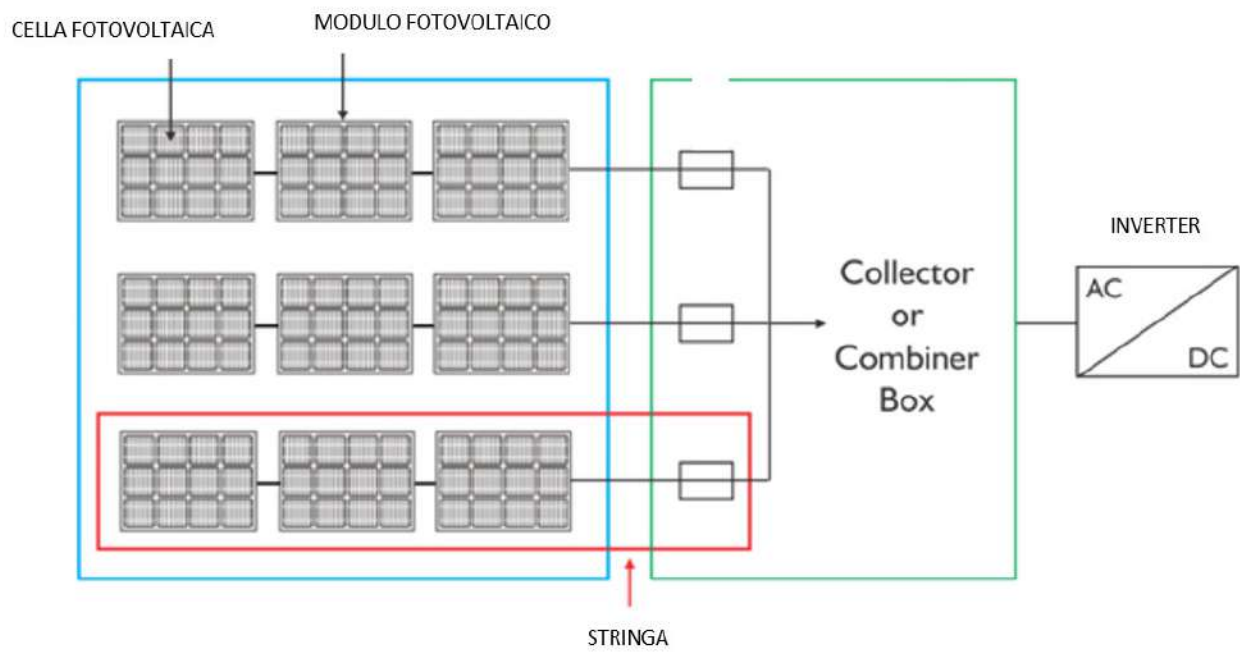 CELLA FOTOVOLTAICA
MODULO FOTOVOLTAICO
INVERTER
AC
DC
Collector
or
Combiner
Box
STRINGA